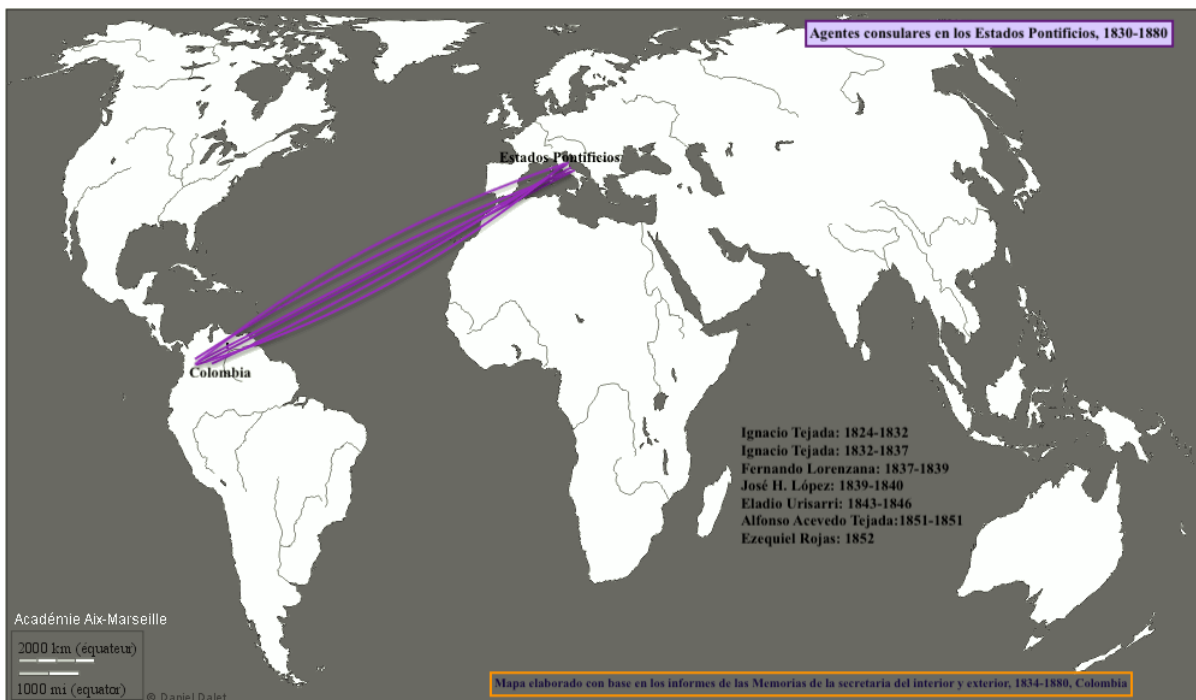 Agentes consulares en los Estados Pontificios, 1830-1880
Estados Pontificios
Colombia
Ignacio Tejada: 1824-1832
Ignacio Tejada: 1832-1837
Fernando Lorenzana: 1837-1839
José H. López: 1839-1840
Eladio Urisarri: 1843-1846
Alfonso Acevedo Tejada:1851-1851
Ezequiel Rojas: 1852
Académie Aix-Marseille
2000 km (équateur)
1000 mi (equator)
© Daniel Dalet
Mapa elaborado con base en los informes de las Memorias de la secretaria del interior y exterior, 1834-1880, Colombia